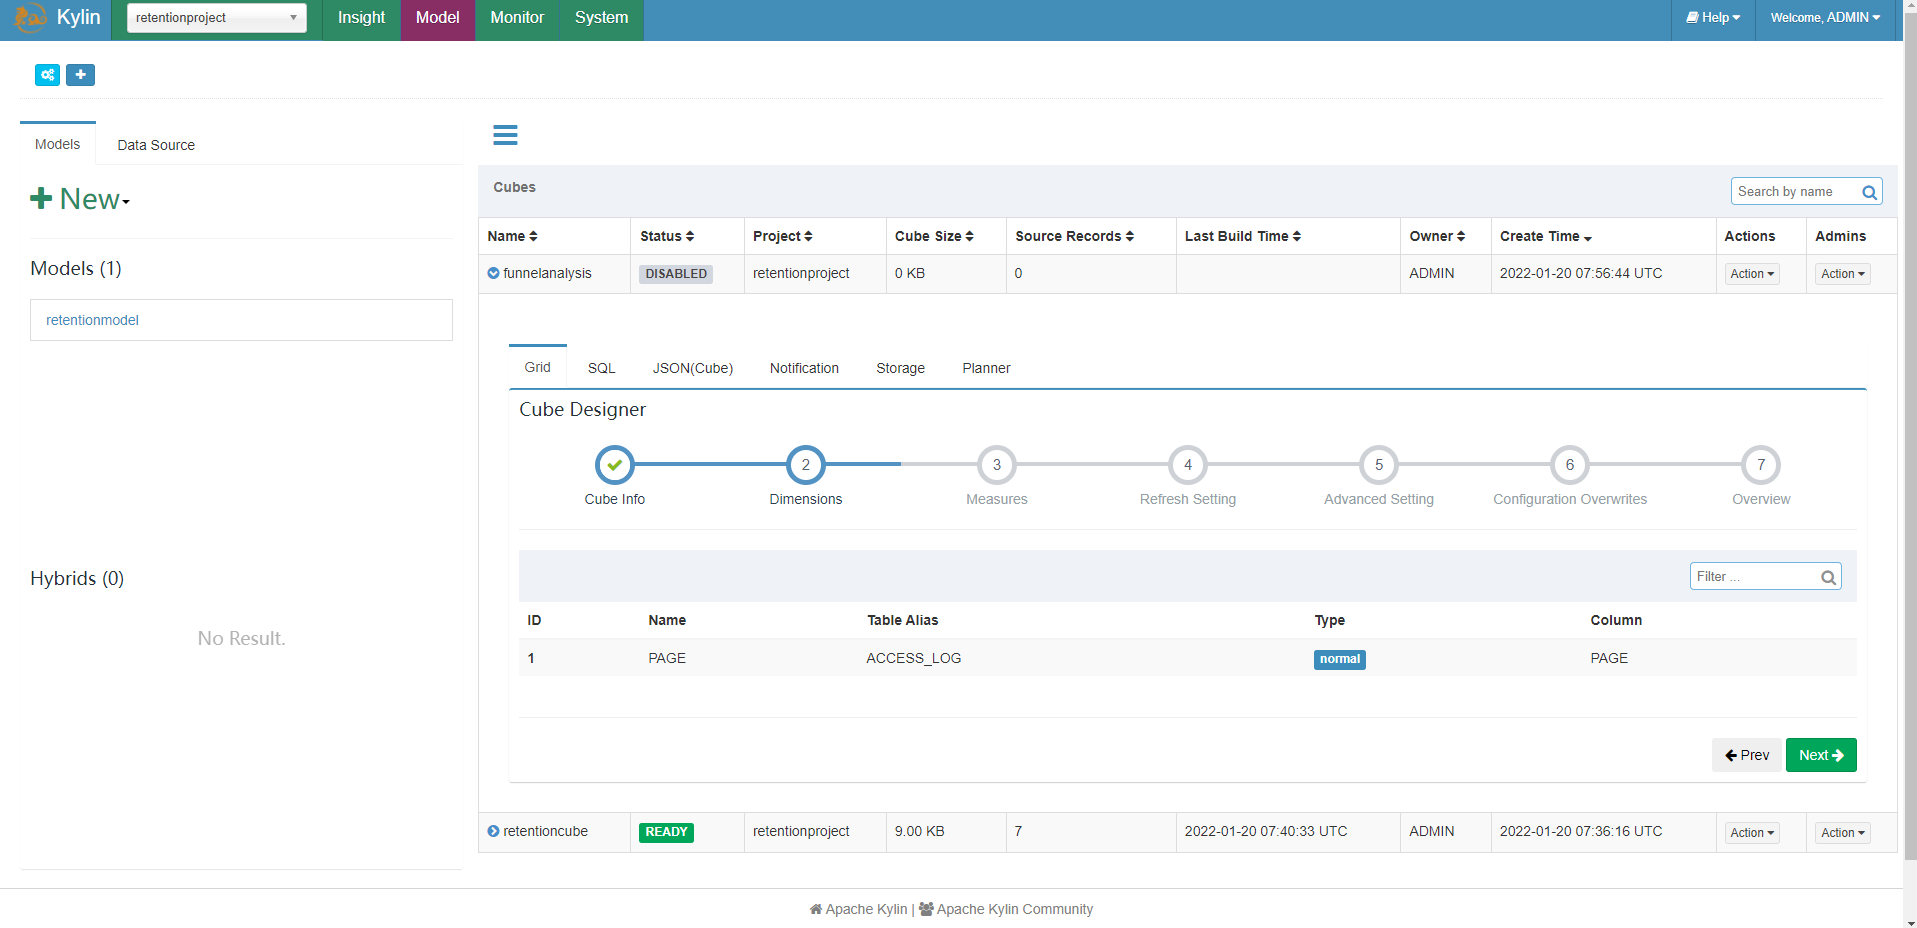 Kylin
retentionproject
Insight
Model
Monitor
System
Help
Welcome, ADMIN
Models
Data Source
New
Models (1)
retentionmodel
Hybrids (0)
No Result.
Cubes
Search by name
Name Status Project Cube Size Source Records Last Build Time Owner Create Time Actions Admins
funnelanalysis DISABLED retentionproject 0 KB 0 ADMIN 2022-01-20 07:56:44 UTC Action Action
Grid SQL JSON(Cube) Notification Storage Planner
Cube Designer
2 3 4 5 6 7
Cube Info Dimensions Measures Refresh Setting Advanced Setting Configuration Overwrites Overview
Filter ...
ID Name Table Alias Type Column
1 PAGE ACCESS_LOG normal PAGE
Prev Next
retentioncube READY retentionproject 9.00 KB 7 2022-01-20 07:40:33 UTC ADMIN 2022-01-20 07:36:16 UTC Action Action
Apache Kylin | Apache Kylin Community